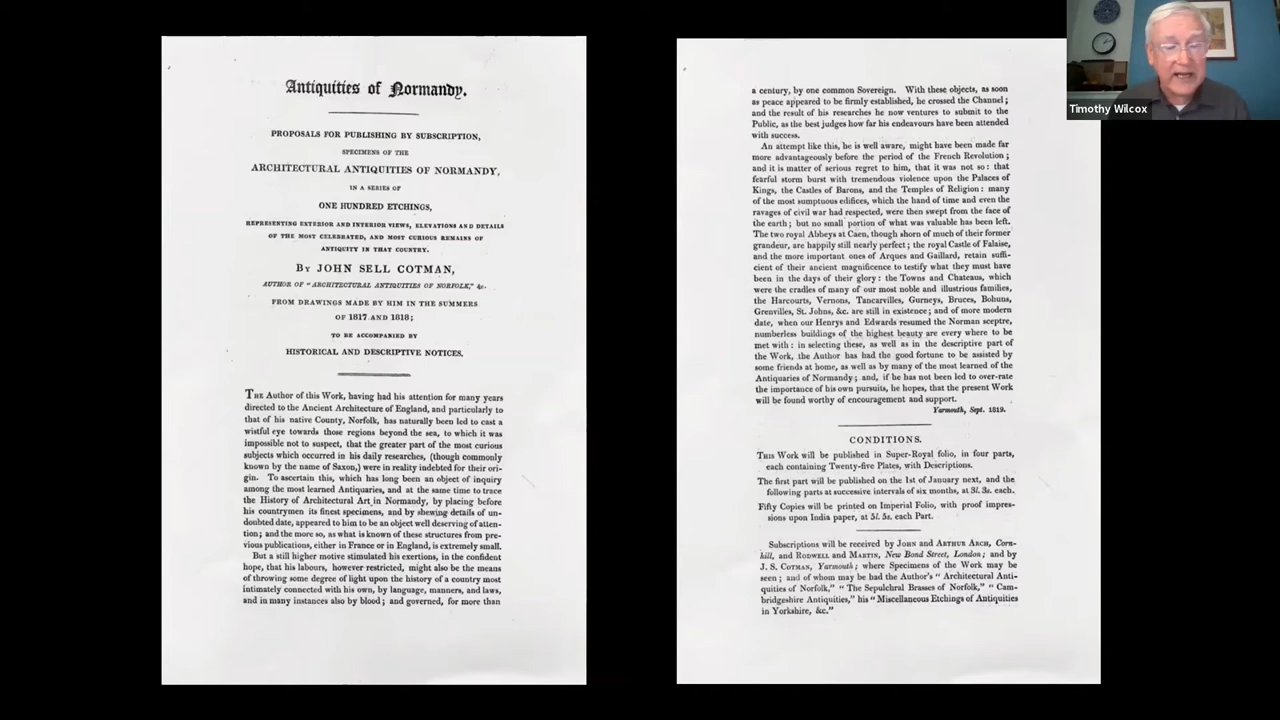 Antiquities of Normandy.
PROPOSALS FOR PUBLISHING BY SUBSCRIPTION,
SPECIMENS OF THE
ARCHITECTURAL ANTIQUITIES OF NORMANDY,
IN A SERIES OF
ONE HUNDRED ETCHINGS,
REPRESENTING EXTERIOR AND INTERIOR VIEWS, ELEVATIONS AND DETAILS
OF THE MOST CELEBRATED, AND MOST CURIOUS REMAINS OF
ANTIQUITY IN THAT COUNTRY.
BY JOHN SELL COTMAN,
AUTHOR OF "ARCHITECTURAL ANTIQUITIES OF NORFOLK," &c.
FROM DRAWINGS MADE BY HIM IN THE SUMMERS
OF 1817 AND 1818;
TO BE ACCOMPANIED BY
HISTORICAL AND DESCRIPTIVE NOTICES.
THE Author of this Work, having had his attention for many years
directed to the Ancient Architecture of England, and particularly to
that of his native County, Norfolk, has naturally been led to cast a
wistful eye towards those regions beyond the sea, to which it was
impossible not to suspect, that the greater part of the most curious
subjects which occurred in his daily researches, (though commonly
known by the name of Saxon,) were in reality indebted for their ori-
gin. To ascertain this, which has long been an object of inquiry
among the most learned Antiquaries, and at the same time to trace
the History of Architectural Art in Normandy, by placing before
his countrymen its finest specimens, and by shewing details of un-
doubted date, appeared to him to be an object well deserving of atten-
tion; and the more so, as what is known of these structures from pre-
vious publications, either in France or in England, is extremely small.
But a still higher motive stimulated his exertions, in the confident
hope, that his labours, however restricted, might also be the means
of throwing some degree of light upon the history of a country most
intimately connected with his own, by language, manners, and laws,
and in many instances also by blood; and governed, for more than
a century, by one common Sovereign. With these objects, as soon
as peace appeared to be firmly established, he crossed the Channel;
and the result of his researches he now ventures to submit to the
Public, as the best judges how far his endeavours have been attended
with success.
An attempt like this, he is well aware, might have been made far
more advantageously before the period of the French Revolution;
and it is matter of serious regret to him, that it was not so: that
fearful storm burst with tremendous violence upon the Palaces of
Kings, the Castles of Barons, and the Temples of Religion: many
of the most sumptuous edifices, which the hand of time and even the
ravages of civil war had respected, were then swept from the face of
the earth; but no small portion of what was valuable has been left.
The two royal Abbeys at Caen, though shorn of much of their former
grandeur, are happily still nearly perfect; the royal Castle of Falaise,
and the more important ones of Arques and Gaillard, retain suffi-
cient of their ancient magnificence to testify what they must have
been in the days of their glory: the Towns and Chateaux, which
were the cradles of many of our most noble and illustrious families,
the Harcourts, Vernons, Tancarvilles, Gurneys, Bruces, Bohuns,
Grenvilles, St. Johns, &c. are still in existence; and of more modern
date, when our Henrys and Edwards resumed the Norman sceptre,
numberless buildings of the highest beauty are every where to be
met with: in selecting these, as well as in the descriptive part of
the Work, the Author has had the good fortune to be assisted by
some friends at home, as well as by many of the most learned of the
Antiquaries of Normandy; and, if he has not been led to over-rate
the importance of his own pursuits, he hopes, that the present Work
will be found worthy of encouragement and support.
Yarmouth, Sept. 1819.
CONDITIONS.
THIS Work will be published in Super-Royal folio, in four parts,
each containing Twenty-five Plates, with Descriptions.
The first part will be published on the 1st of January next, and the
following parts at successive intervals of six months, at 3l. 3s. each.
Fifty Copies will be printed on Imperial Folio, with proof impres-
sions upon India paper, at 5l. 5s. each Part.
Subscriptions will be received by JOHN and ARTHUR ARCH, Corn-
hill, and RODWELL and MARTIN, New Bond Street, London; and by
J. S. COTMAN, Yarmouth; where Specimens of the Work may be
seen; and of whom may be had the Author's "Architectural Anti-
quities of Norfolk," "The Sepulchral Brasses of Norfolk," "Cam-
bridgeshire Antiquities," his "Miscellaneous Etchings of Antiquities
in Yorkshire, &c."
Timothy Wilcox